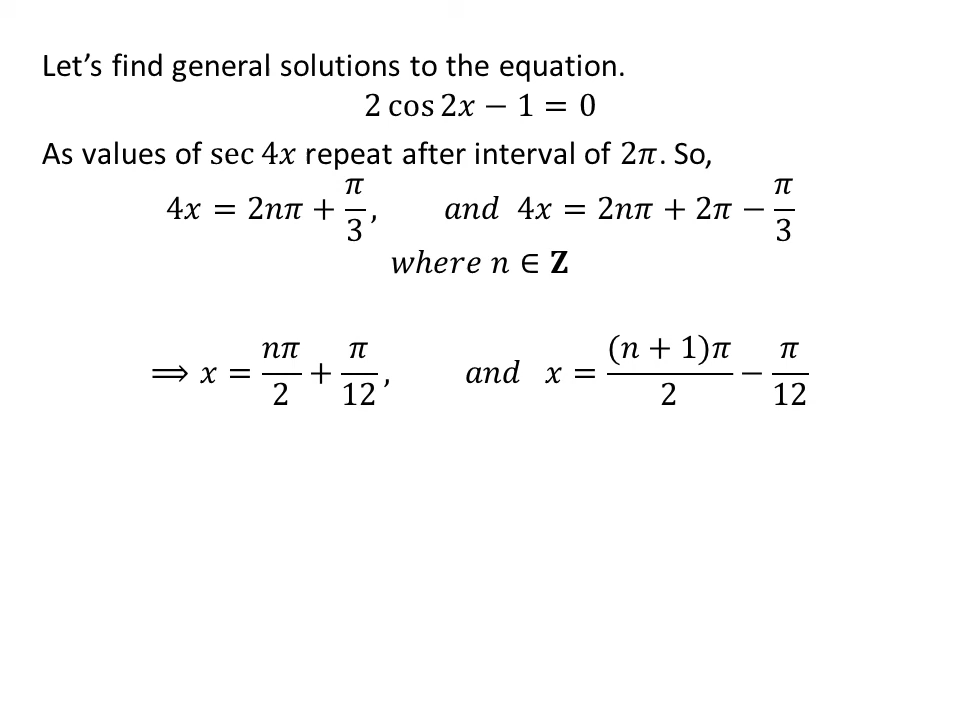 Let’s find general solutions to the equation.
2 cos 2𝑥 − 1 = 0
As values of sec 4𝑥 repeat after interval of 2𝜋. So,
4𝑥 = 2𝑛𝜋 + 𝜋/3, 𝑎𝑛𝑑 4𝑥 = 2𝑛𝜋 + 2𝜋 − 𝜋/3
𝑤ℎ𝑒𝑟𝑒 𝑛 ∈ 𝐙
⟹ 𝑥 = 𝑛𝜋/2 + 𝜋/12, 𝑎𝑛𝑑 𝑥 = (𝑛 + 1)𝜋/2 − 𝜋/12